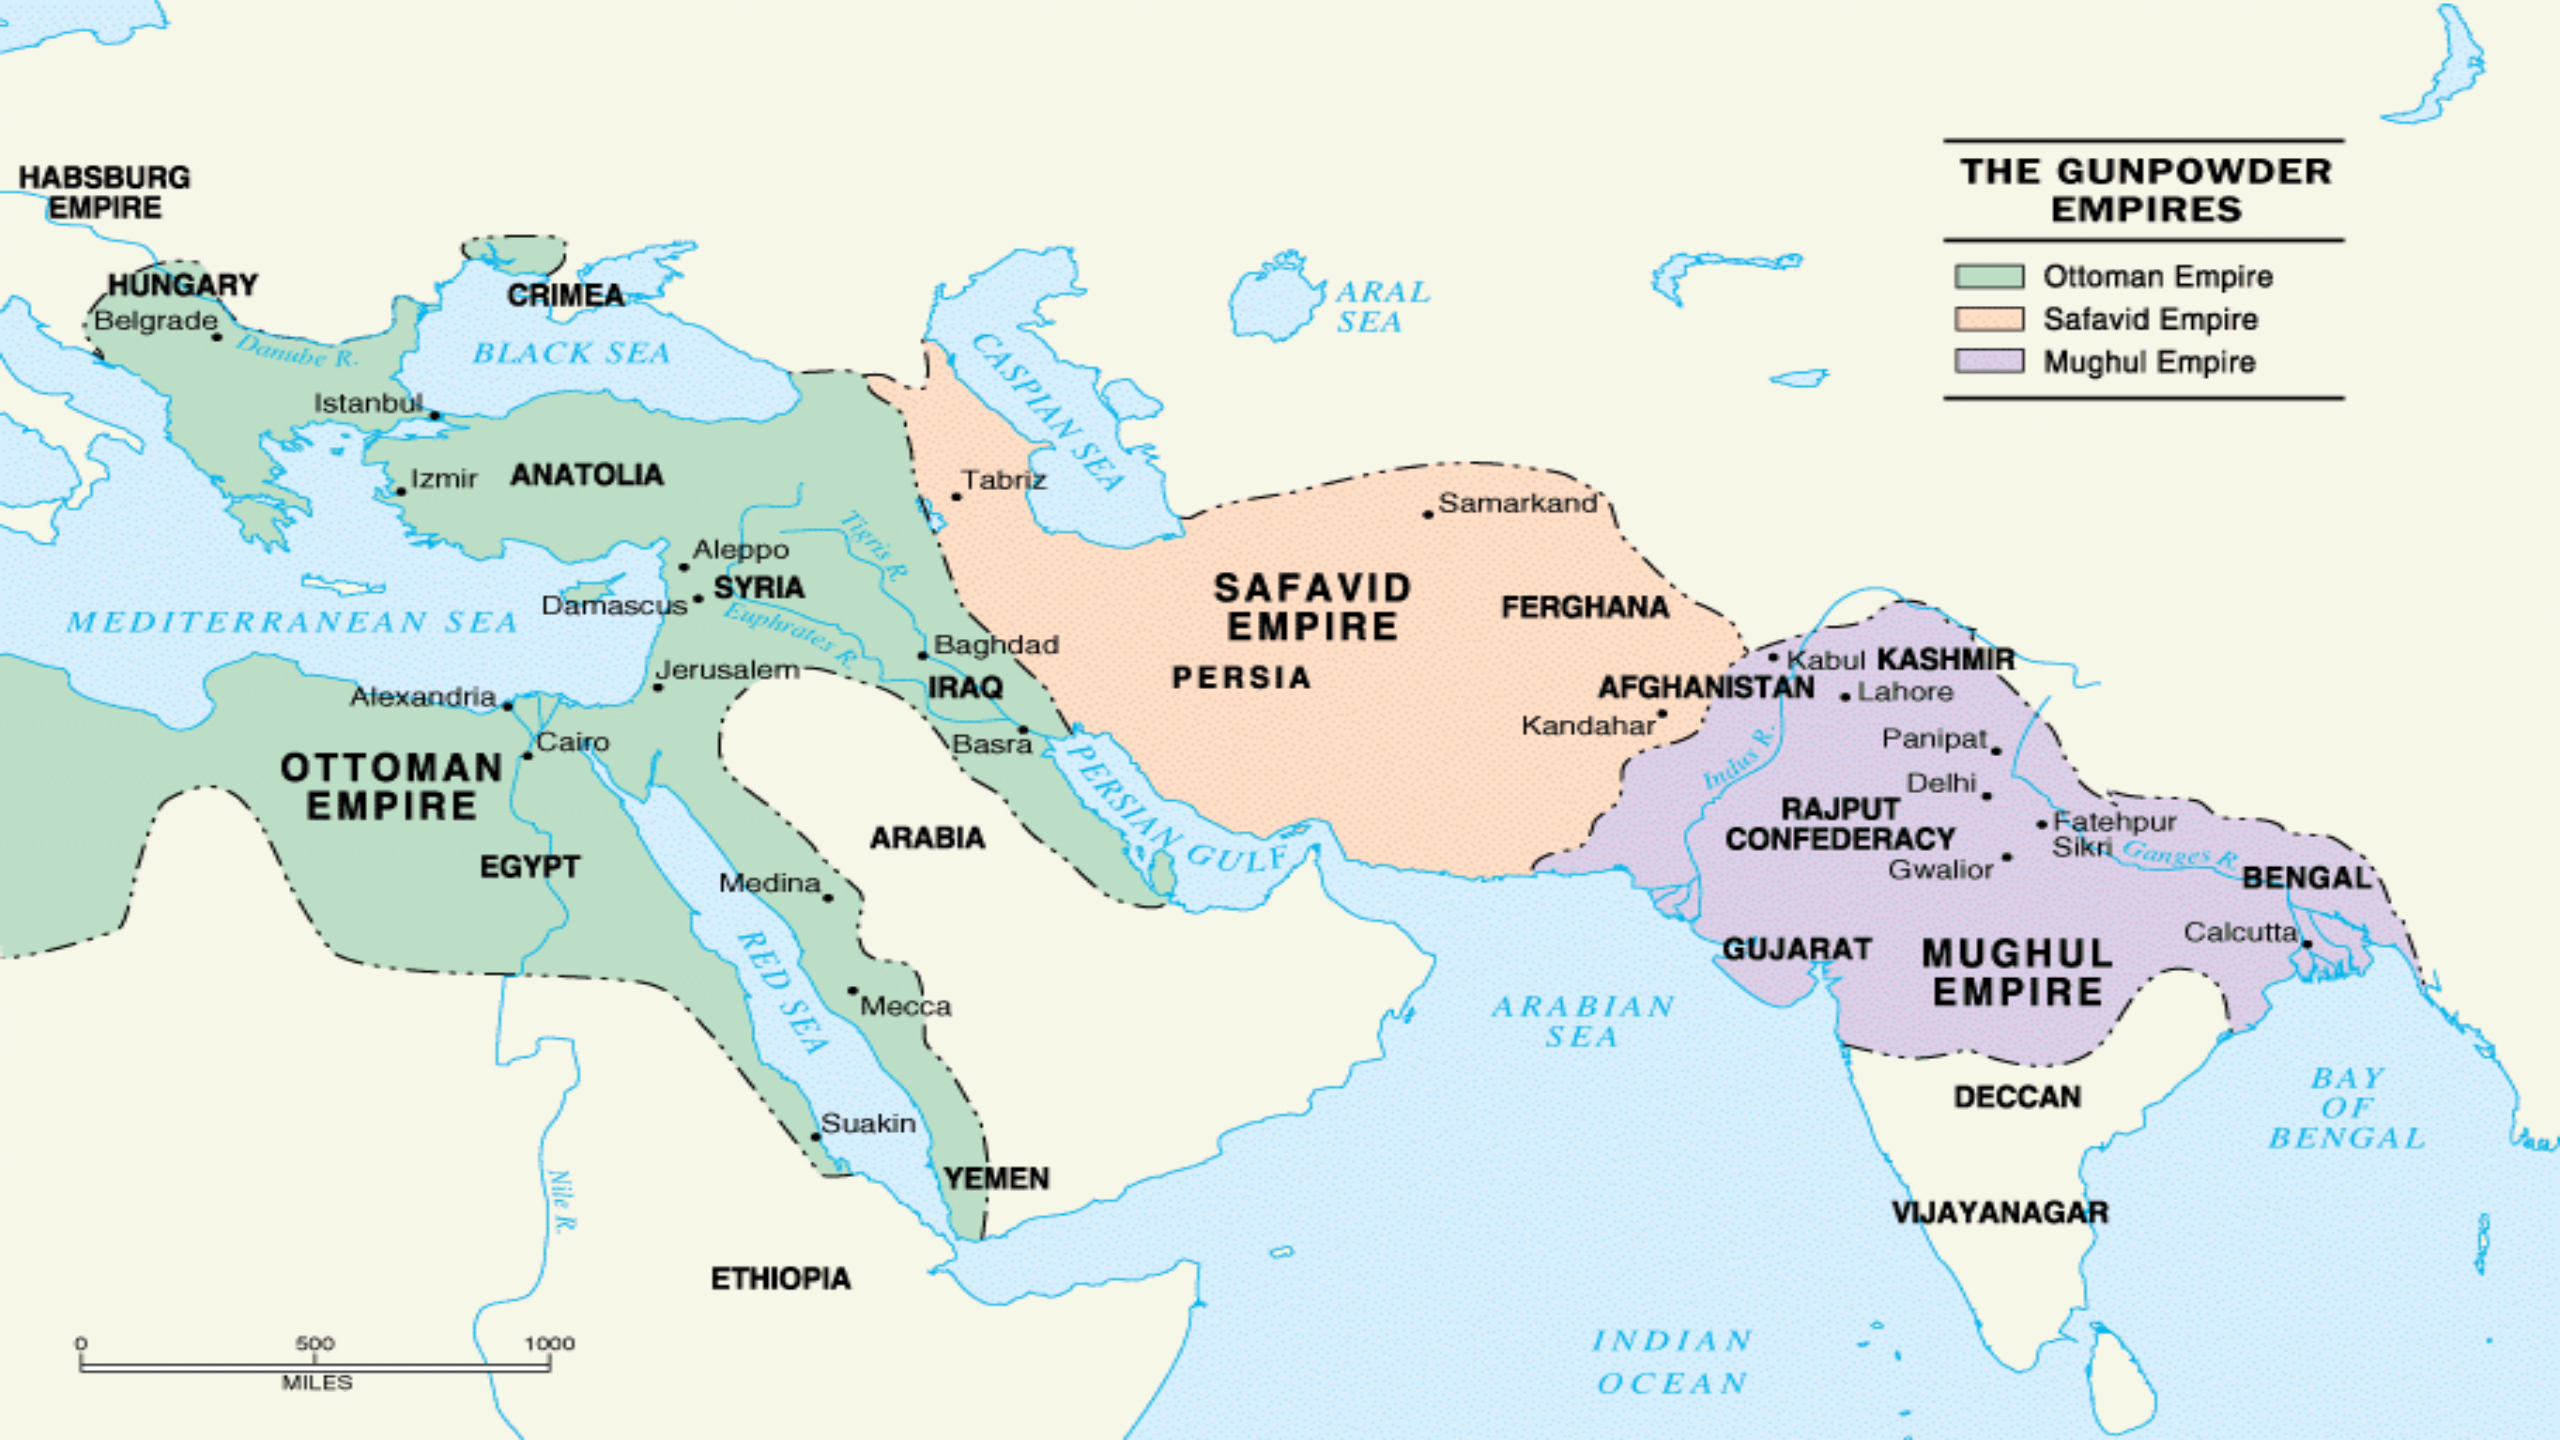 HABSBURG
EMPIRE
THE GUNPOWDER
EMPIRES
Ottoman Empire
Safavid Empire
Mughul Empire
HUNGARY
Belgrade
Danube R.
CRIMEA
BLACK SEA
ARAL
SEA
CASPIAN SEA
Istanbul
Izmir
ANATOLIA
Tabriz
Samarkand
Tigris R.
Aleppo
SYRIA
Damascus
Euphrates R.
MEDITERRANEAN SEA
SAFAVID
EMPIRE
FERGHANA
PERSIA
Baghdad
Jerusalem
IRAQ
Alexandria
Cairo
Basra
AFGHANISTAN
Kandahar
Kabul
KASHMIR
Lahore
Indus R.
Panipat
Delhi
RAJPUT
CONFEDERACY
Fatehpur
Sikri
Ganges R.
Gwalior
BENGAL
OTTOMAN
EMPIRE
EGYPT
ARABIA
PERSIAN GULF
Medina
RED SEA
Mecca
Calcutta
GUJARAT
MUGHUL
EMPIRE
ARABIAN
SEA
Suakin
YEMEN
DECCAN
BAY
OF
BENGAL
Nile R.
VIJAYANAGAR
ETHIOPIA
INDIAN
OCEAN
0 500 1000
MILES